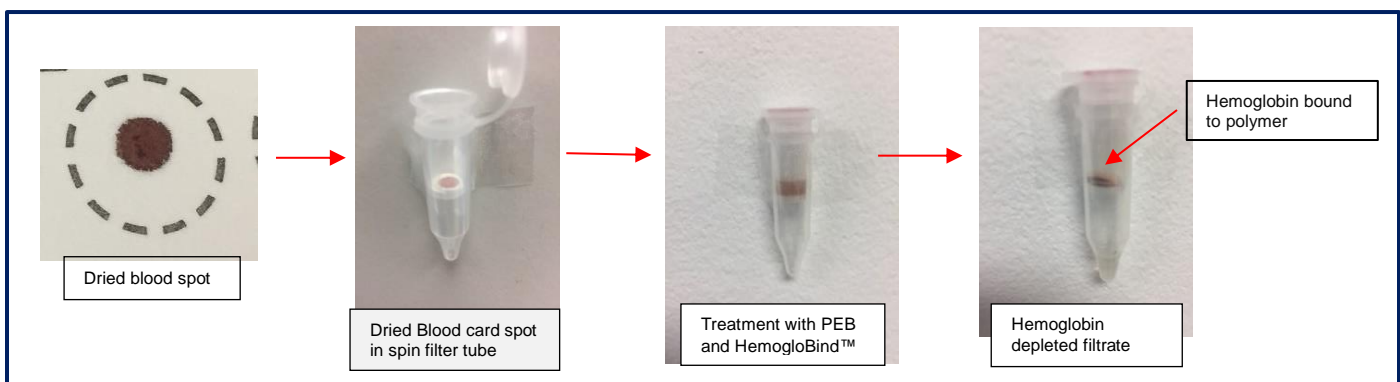 Dried blood spot
Dried Blood card spot
in spin filter tube
Treatment with PEB
and HemogloBind™
Hemoglobin
depleted filtrate
Hemoglobin bound
to polymer